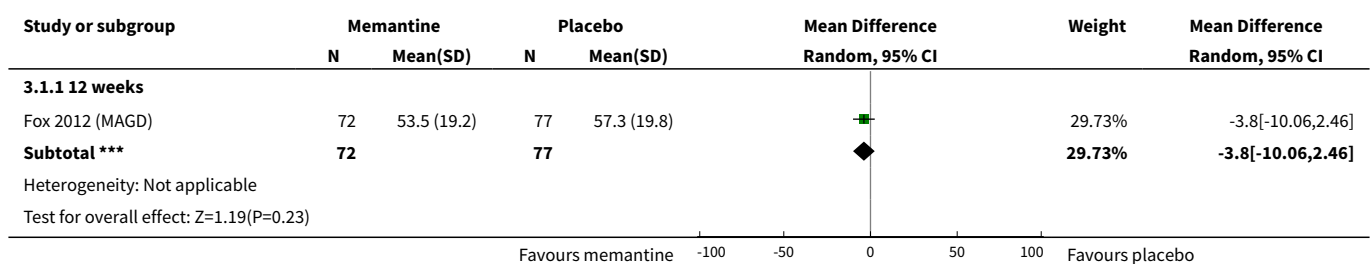 Study or subgroup Memantine Placebo Mean Difference Weight Mean Difference
N Mean(SD) N Mean(SD) Random, 95% CI Random, 95% CI
3.1.1 12 weeks
Fox 2012 (MAGD) 72 53.5 (19.2) 77 57.3 (19.8) 29.73% -3.8[-10.06,2.46]
Subtotal *** 72 77 29.73% -3.8[-10.06,2.46]
Heterogeneity: Not applicable
Test for overall effect: Z=1.19(P=0.23)
Favours memantine -100 -50 0 50 100 Favours placebo